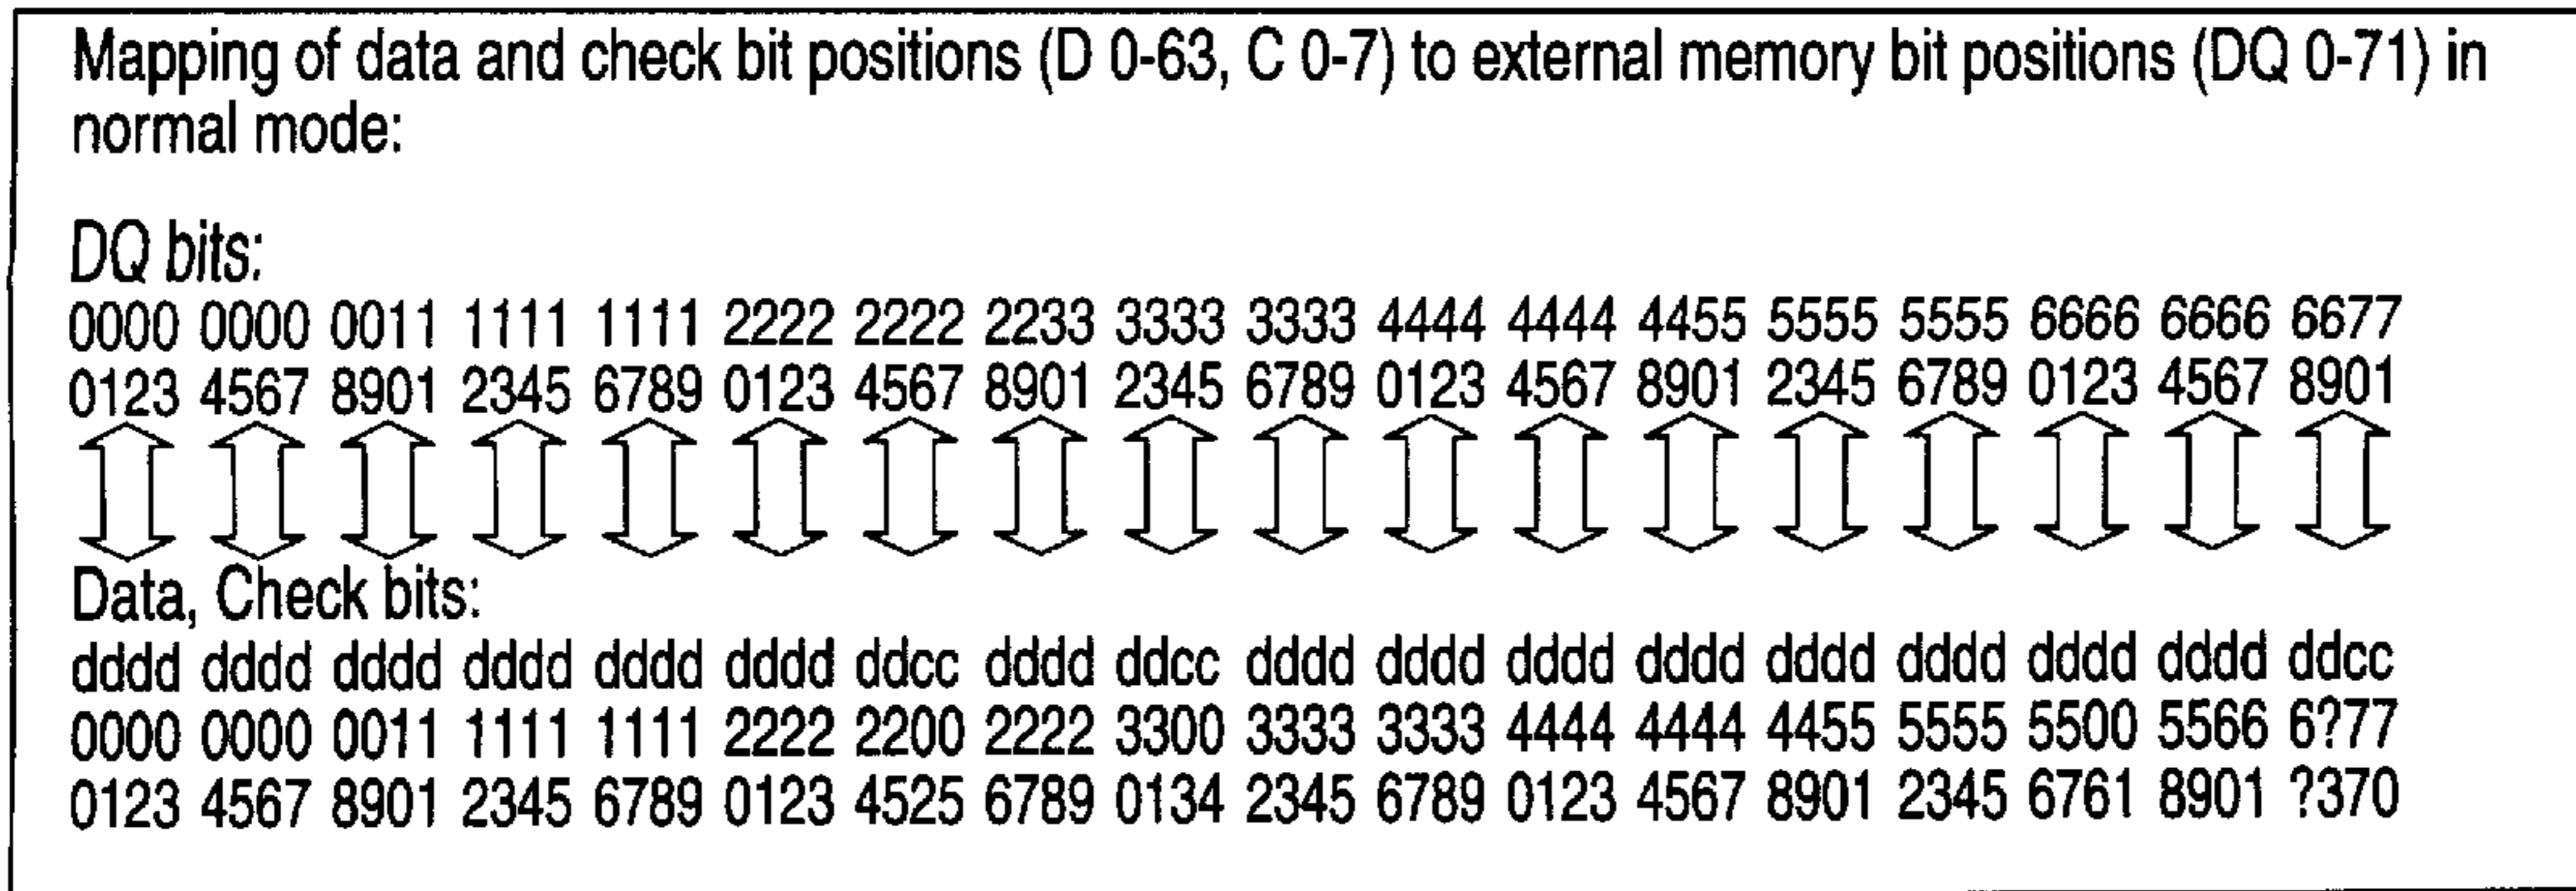 Mapping of data and check bit positions (D 0-63, C 0-7) to external memory bit positions (DQ 0-71) in
normal mode:
DQ bits:
0000 0000 0011 1111 1111 2222 2222 2233 3333 3333 4444 4444 4455 5555 5555 6666 6666 6677
0123 4567 8901 2345 6789 0123 4567 8901 2345 6789 0123 4567 8901 2345 6789 0123 4567 8901
Data, Check bits:
dddd dddd dddd dddd dddd dddd ddcc dddd ddcc dddd dddd dddd dddd dddd dddd dddd dddd ddcc
0000 0000 0011 1111 1111 2222 2200 2222 3300 3333 3333 4444 4444 4455 5555 5500 5566 6?77
0123 4567 8901 2345 6789 0123 4525 6789 0134 2345 6789 0123 4567 8901 2345 6761 8901 ?370